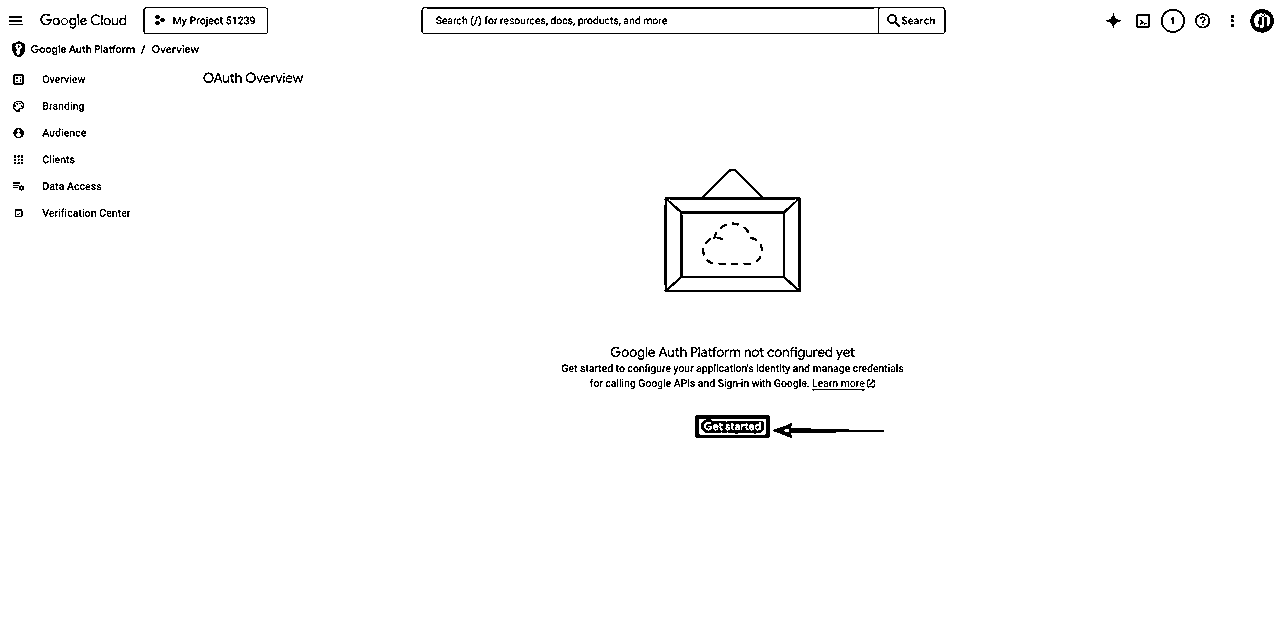 Google Cloud
My Project 51239
Search (/) for resources, docs, products, and more
Search
1
Google Auth Platform / Overview
Overview
OAuth Overview
Branding
Audience
Clients
Data Access
Verification Center
Google Auth Platform not configured yet
Get started to configure your application's identity and manage credentials
for calling Google APIs and Sign-in with Google. Learn more
Get started